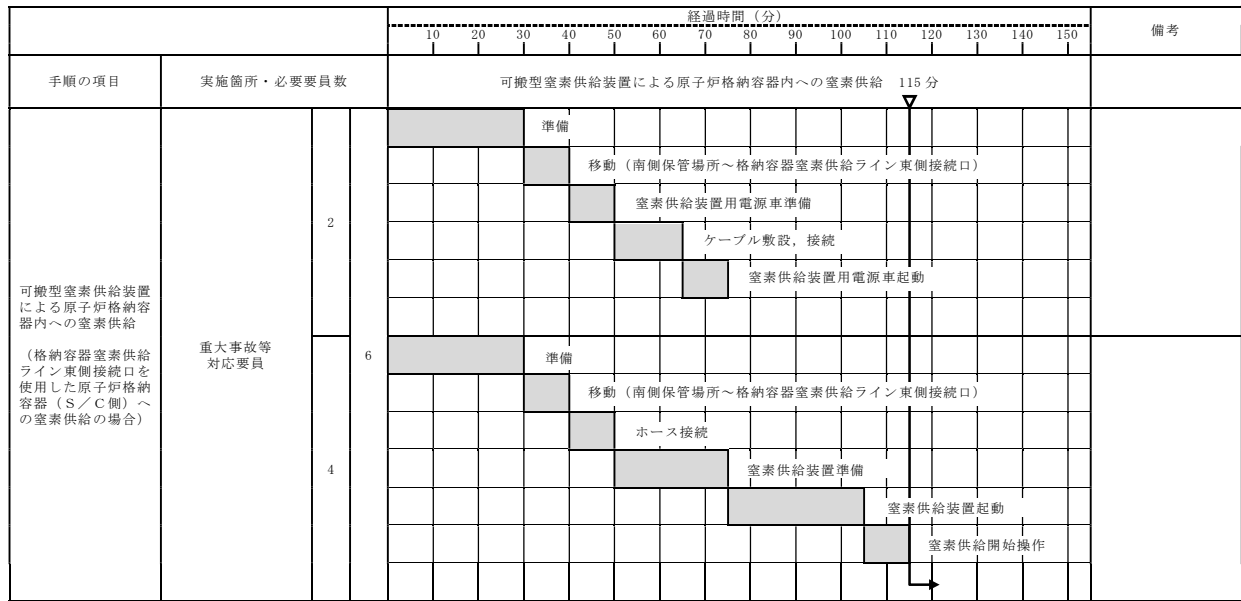 経過時間（分）
備考
10 20 30 40 50 60 70 80 90 100 110 120 130 140 150
手順の項目
実施箇所・必要要員数
可搬型窒素供給装置による原子炉格納容器内への窒素供給 115分
可搬型窒素供給装置
による原子炉格納容
器内への窒素供給
（格納容器窒素供給
ライン東側接続口を
使用した原子炉格納
容器（Ｓ／Ｃ側）へ
の窒素供給の場合）
重大事故等
対応要員
6
2
準備
移動（南側保管場所～格納容器窒素供給ライン東側接続口）
窒素供給装置用電源車準備
ケーブル敷設，接続
窒素供給装置用電源車起動
4
準備
移動（南側保管場所～格納容器窒素供給ライン東側接続口）
ホース接続
窒素供給装置準備
窒素供給装置起動
窒素供給開始操作